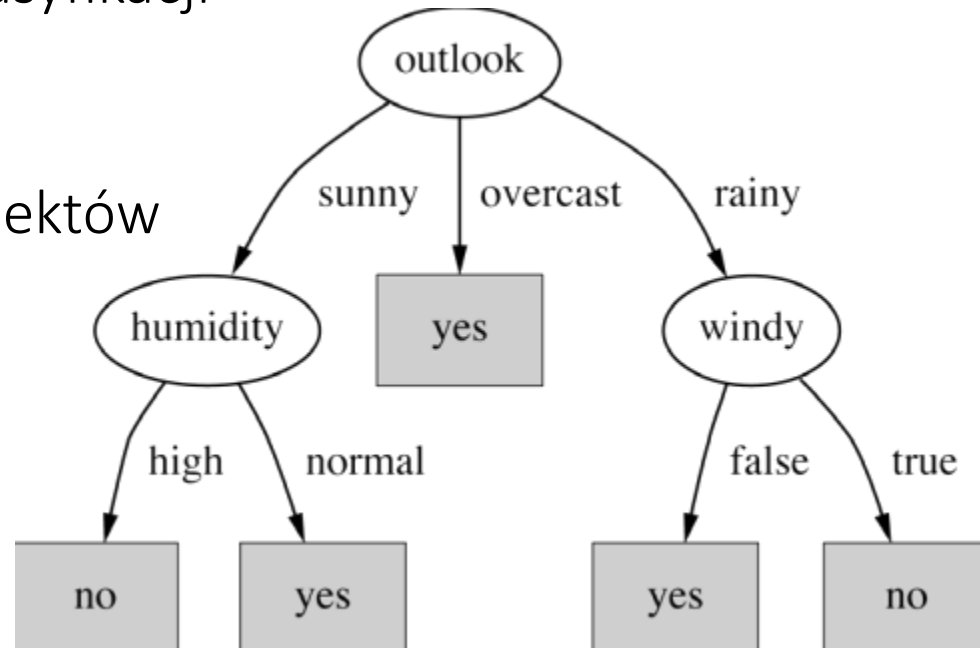 outlook
sunny overcast rainy
ektów
humidity yes windy
high normal false true
no yes yes no